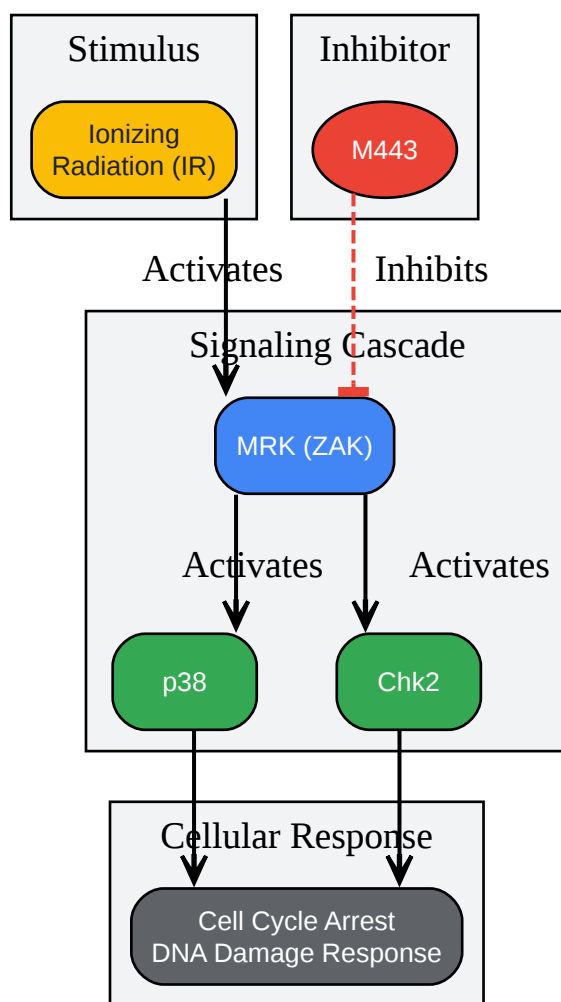 Stimulus
Inhibitor
Ionizing
Radiation (IR)
M443
Activates
Inhibits
Signaling Cascade
MRK (ZAK)
Activates
Activates
p38
Chk2
Cellular Response
Cell Cycle Arrest
DNA Damage Response